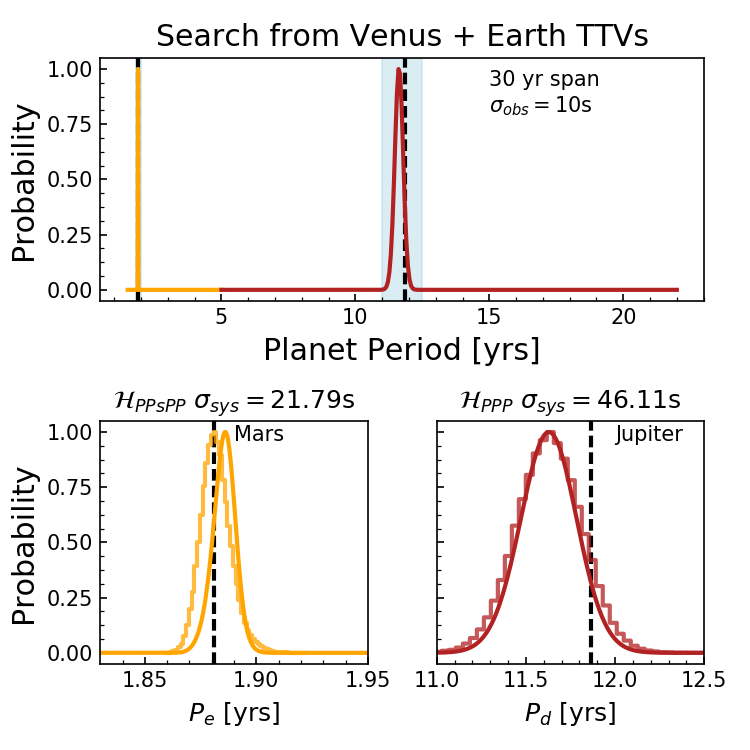 Search from Venus + Earth TTVs
Probability
1.00
0.75
0.50
0.25
0.00
30 yr span
σ_obs = 10s
5 10 15 20
Planet Period [yrs]
ℋ_PPsPP σ_sys = 21.79s
Probability
1.00
0.75
0.50
0.25
0.00
Mars
1.85 1.90 1.95
P_e [yrs]
ℋ_PPP σ_sys = 46.11s
Jupiter
11.0 11.5 12.0 12.5
P_d [yrs]